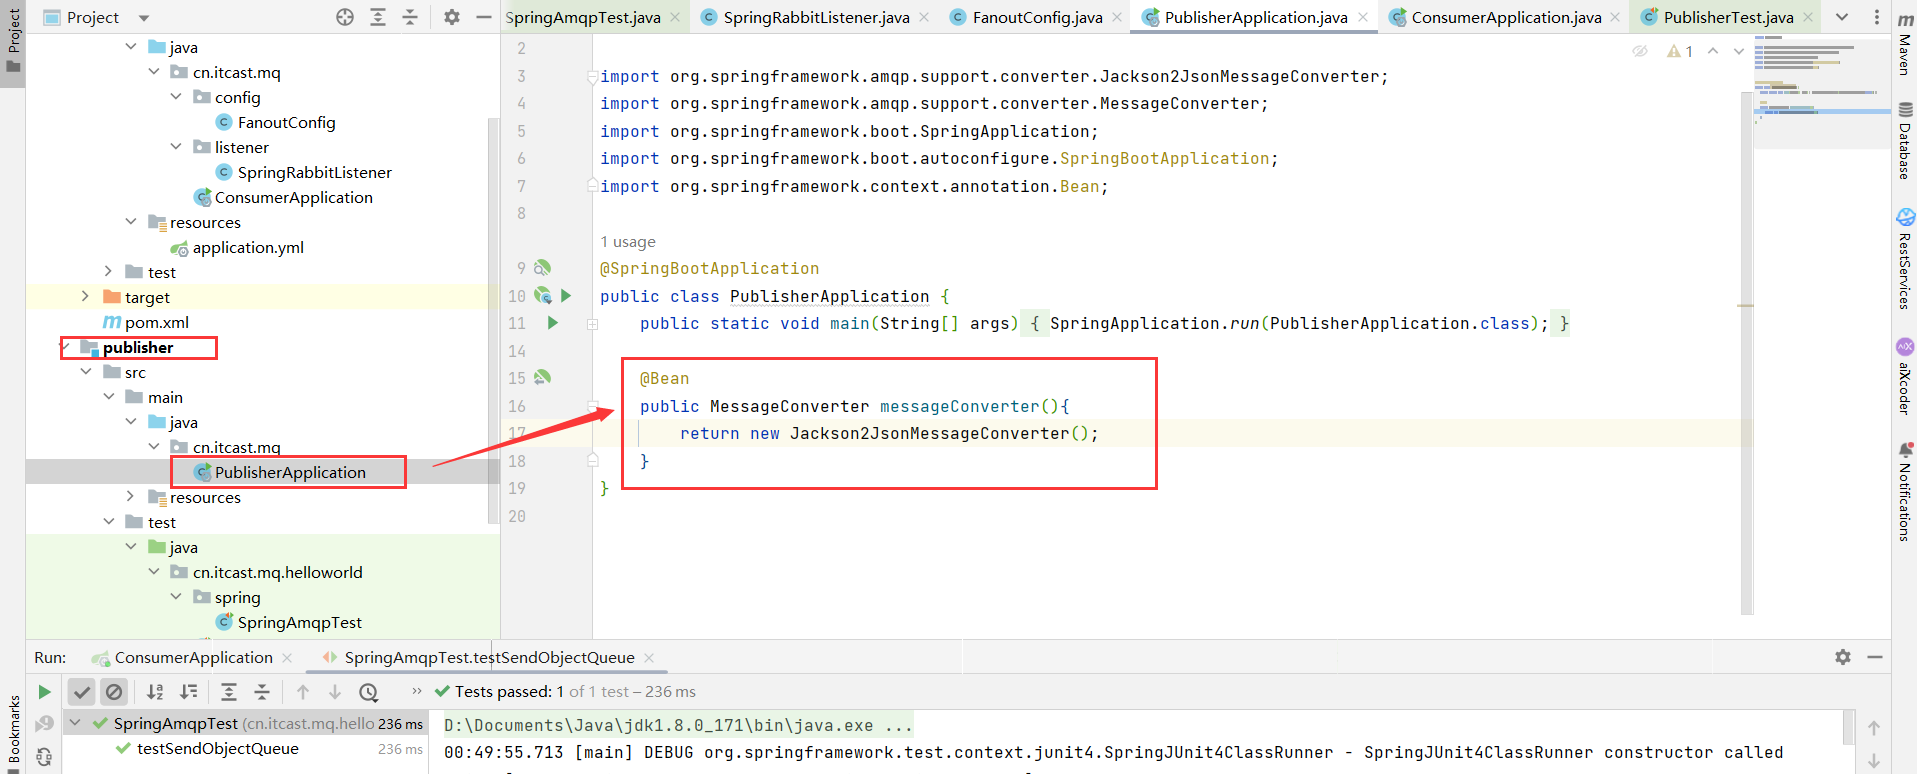 Project
Project
SpringAmqpTest.java
SpringRabbitListener.java
FanoutConfig.java
PublisherApplication.java
ConsumerApplication.java
PublisherTest.java
java
cn.itcast.mq
config
FanoutConfig
listener
SpringRabbitListener
ConsumerApplication
resources
application.yml
test
target
pom.xml
publisher
src
main
java
cn.itcast.mq
PublisherApplication
resources
test
java
cn.itcast.mq.helloworld
spring
SpringAmqpTest
1
2
3 import org.springframework.amqp.support.converter.Jackson2JsonMessageConverter;
4 import org.springframework.amqp.support.converter.MessageConverter;
5 import org.springframework.boot.SpringApplication;
6 import org.springframework.boot.autoconfigure.SpringBootApplication;
7 import org.springframework.context.annotation.Bean;
8
1 usage
9 @SpringBootApplication
10 public class PublisherApplication {
11 public static void main(String[] args) { SpringApplication.run(PublisherApplication.class); }
14
15 @Bean
16 public MessageConverter messageConverter(){
17 return new Jackson2JsonMessageConverter();
18 }
19 }
20
Maven
Database
RestServices
aiXcoder
Notifications
Bookmarks
Run:
ConsumerApplication
SpringAmqpTest.testSendObjectQueue
Tests passed: 1 of 1 test – 236 ms
SpringAmqpTest (cn.itcast.mq.hello 236 ms
testSendObjectQueue 236 ms
D:\Documents\Java\jdk1.8.0_171\bin\java.exe ...
00:49:55.713 [main] DEBUG org.springframework.test.context.junit4.SpringJUnit4ClassRunner - SpringJUnit4ClassRunner constructor called